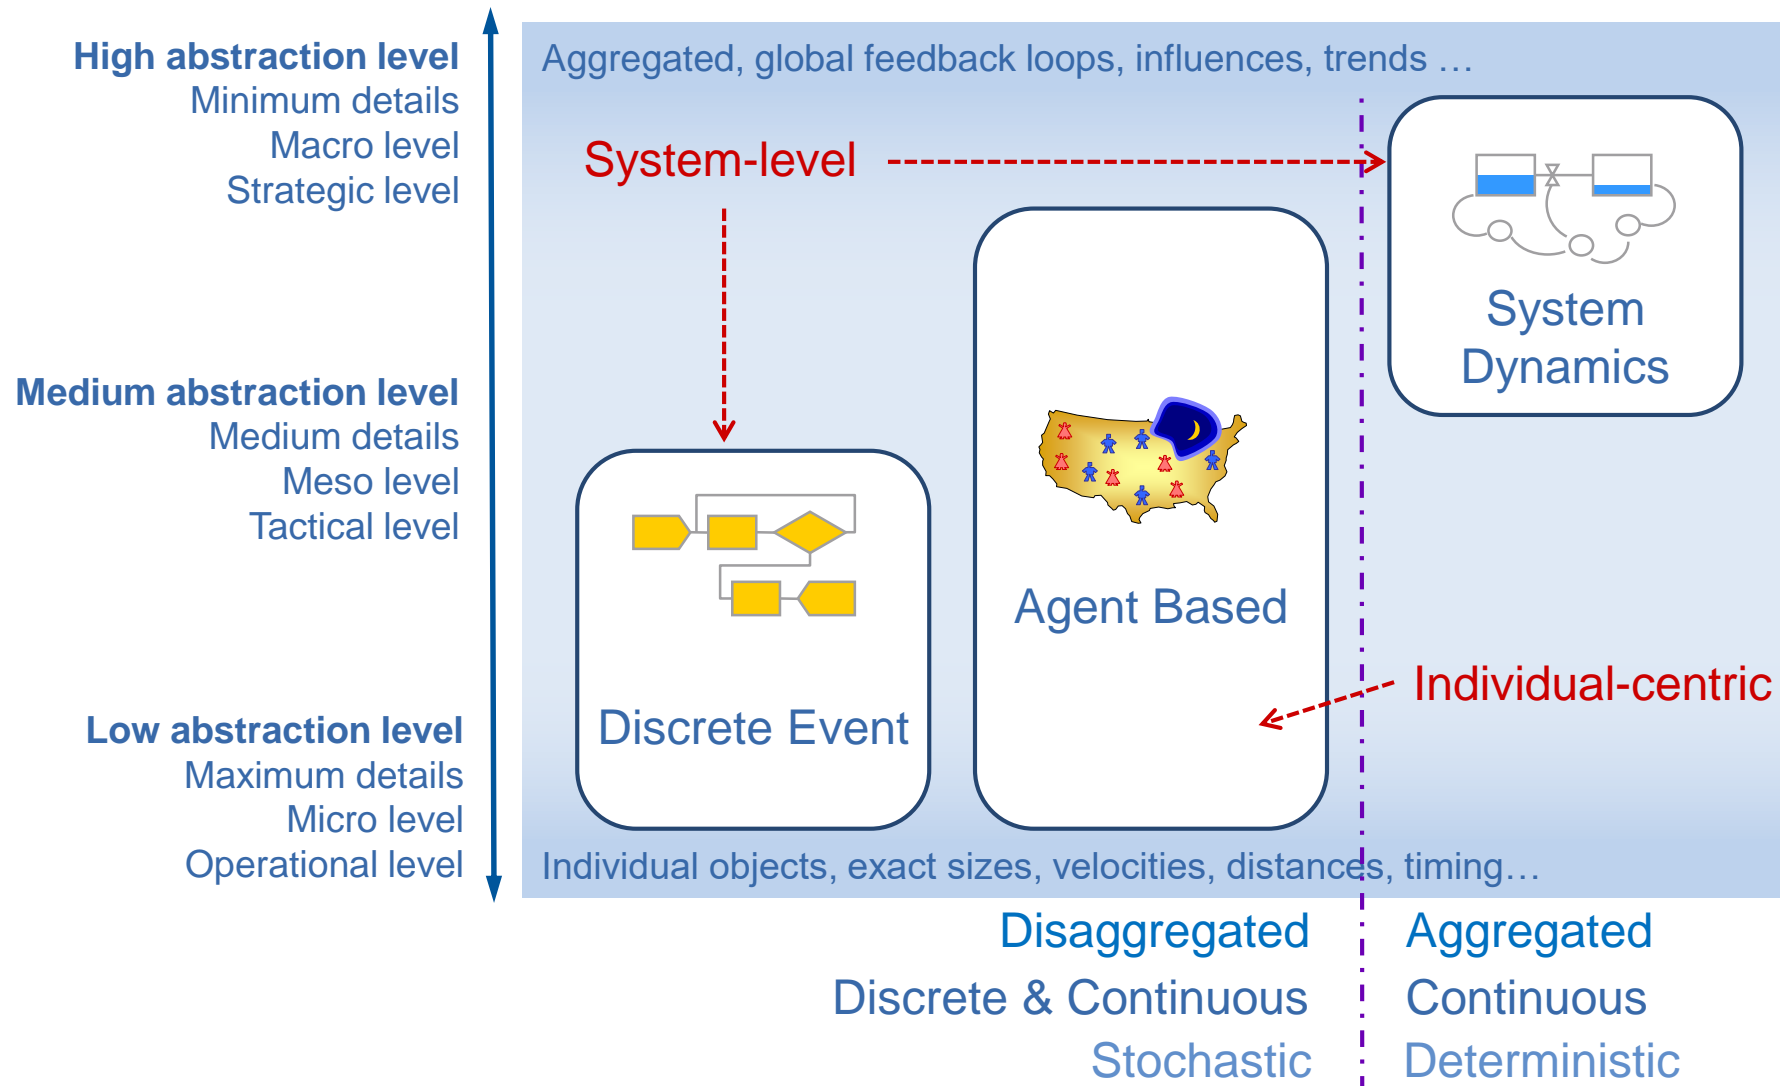 High abstraction level
Minimum details
Macro level
Strategic level
Medium abstraction level
Medium details
Meso level
Tactical level
Low abstraction level
Maximum details
Micro level
Operational level
Aggregated, global feedback loops, influences, trends …
System-level
System
Dynamics
Agent Based
Discrete Event
Individual-centric
Individual objects, exact sizes, velocities, distances, timing…
Disaggregated
Aggregated
Discrete & Continuous
Continuous
Stochastic
Deterministic